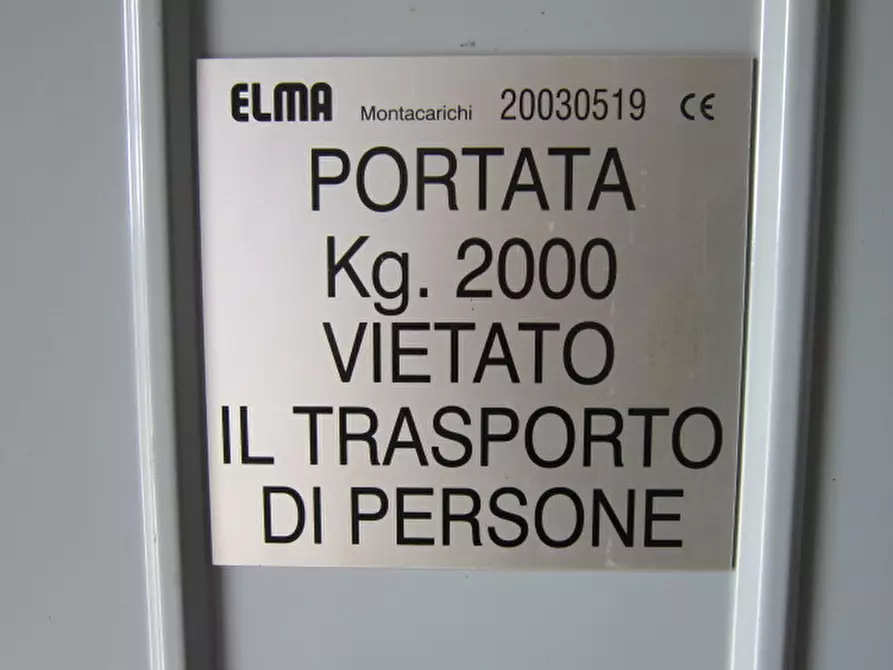 ELMA Montacarichi 20030519 CE
PORTATA
Kg. 2000
VIETATO
IL TRASPORTO
DI PERSONE